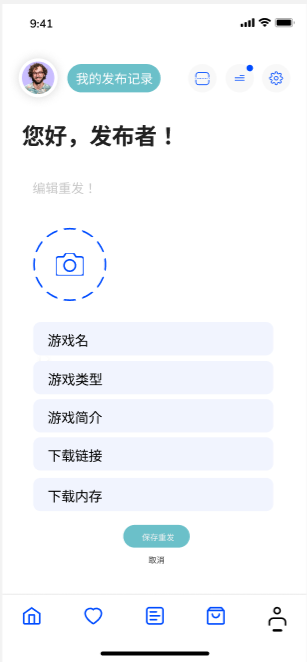 9:41
我的发布记录
您好，发布者！
编辑重发！
游戏名
游戏类型
游戏简介
下载链接
下载内存
保存重发
取消